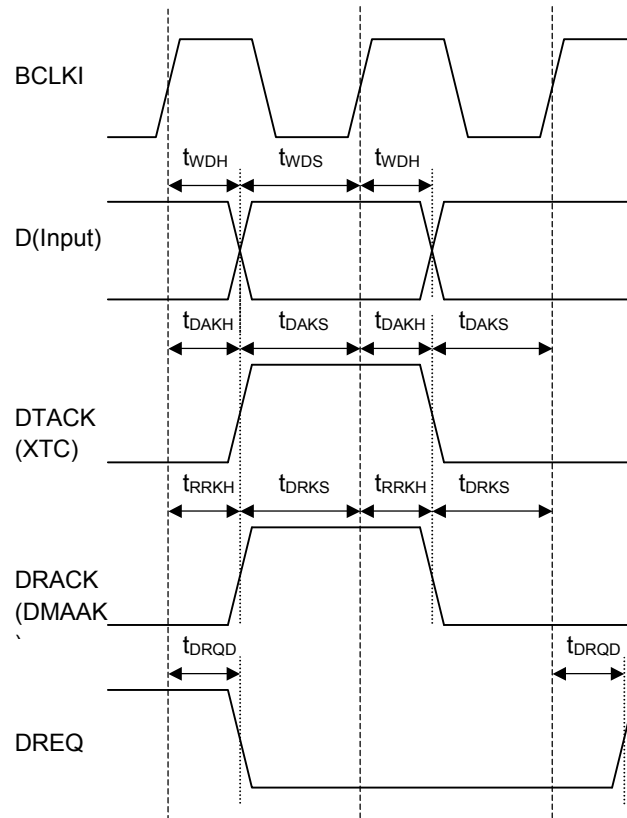 BCLKI
tWDH tWDS tWDH
D(Input)
tDAKH tDAKS tDAKH tDAKS
DTACK
(XTC)
tRRKH tDRKS tRRKH tDRKS
DRACK
(DMAAK
tDRQD tDRQD
DREQ